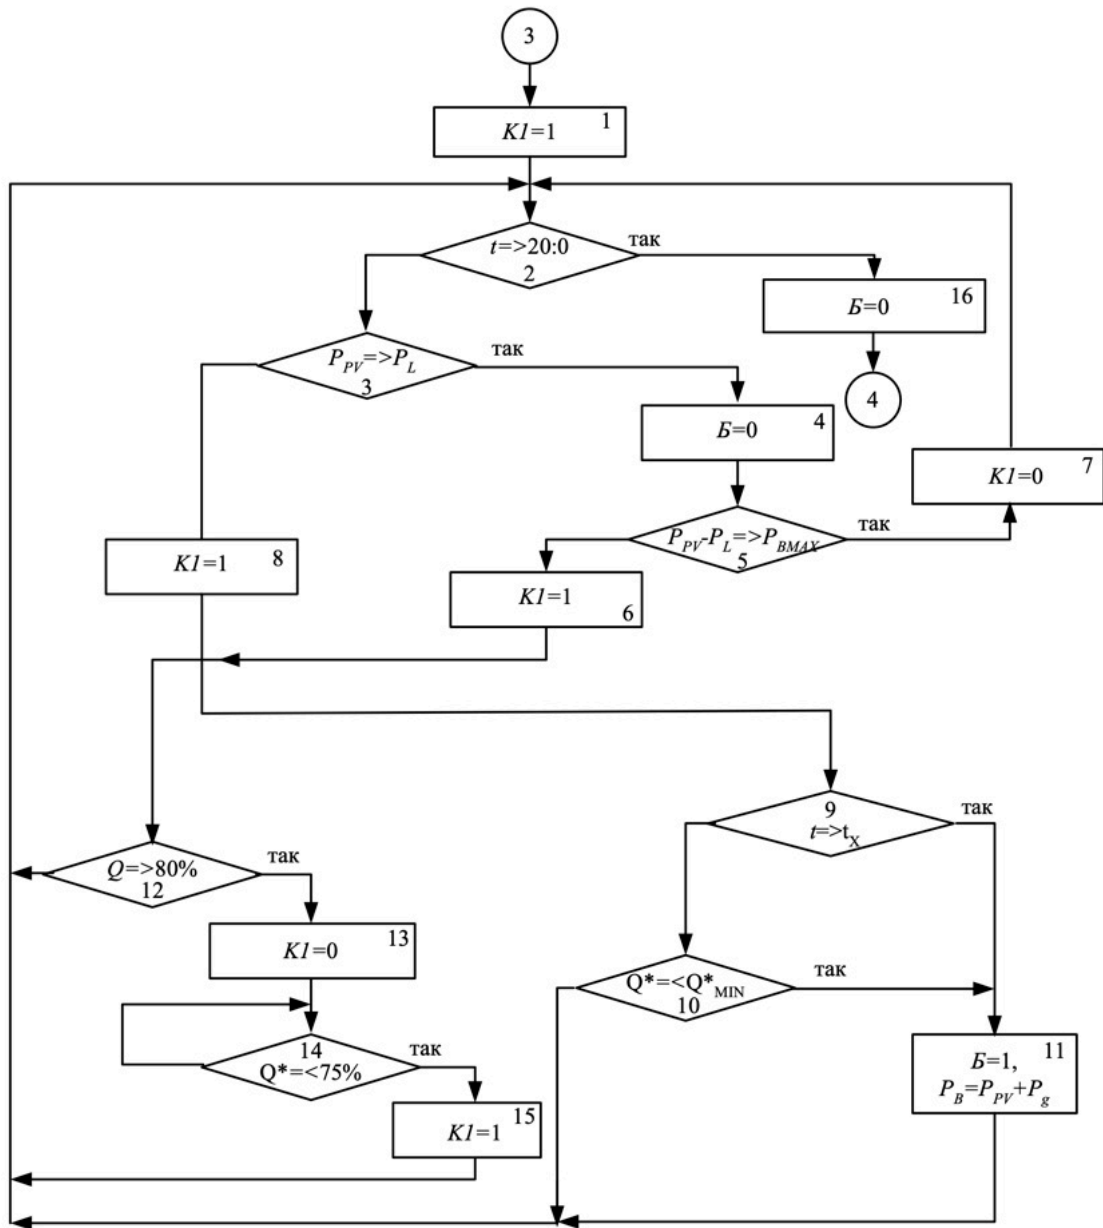 3
1
K1=1
t=>20:0
2
так
16
Б=0
4
P_PV=>P_L
3
так
4
Б=0
7
K1=0
P_PV-P_L=>P_BMAX
5
так
8
K1=1
K1=1
6
9
t=>t_X
так
Q=>80%
12
так
13
K1=0
Q*=<Q*_MIN
10
так
14
Q*=<75%
так
11
Б=1,
P_B=P_PV+P_g
15
K1=1